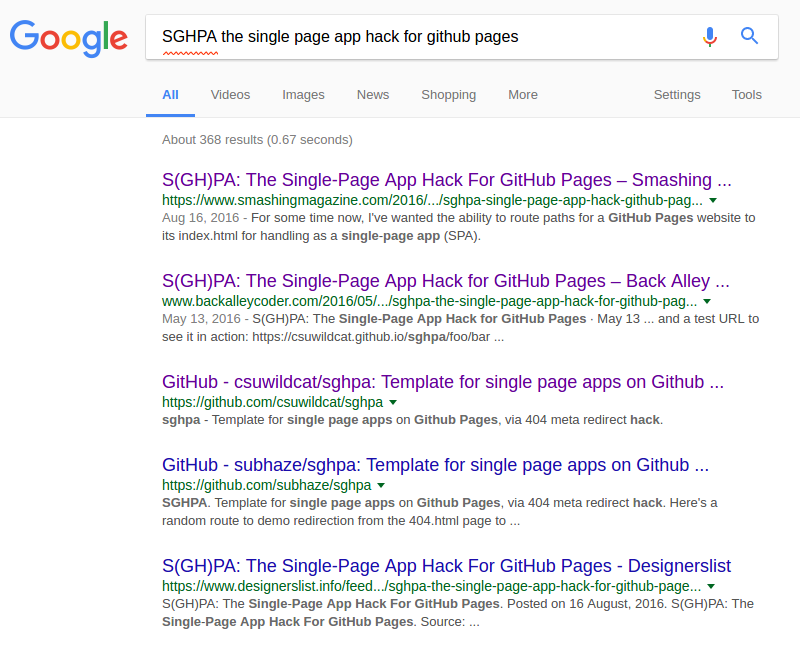 Google
SGHPA the single page app hack for github pages
All Videos Images News Shopping More Settings Tools
About 368 results (0.67 seconds)
S(GH)PA: The Single-Page App Hack For GitHub Pages – Smashing ...
https://www.smashingmagazine.com/2016/.../sghpa-single-page-app-hack-github-pag...
Aug 16, 2016 - For some time now, I've wanted the ability to route paths for a GitHub Pages website to
its index.html for handling as a single-page app (SPA).
S(GH)PA: The Single-Page App Hack for GitHub Pages – Back Alley ...
www.backalleycoder.com/2016/05/.../sghpa-the-single-page-app-hack-for-github-pag...
May 13, 2016 - S(GH)PA: The Single-Page App Hack for GitHub Pages · May 13 ... and a test URL to
see it in action: https://csuwildcat.github.io/sghpa/foo/bar ...
GitHub - csuwildcat/sghpa: Template for single page apps on Github ...
https://github.com/csuwildcat/sghpa
sghpa - Template for single page apps on Github Pages, via 404 meta redirect hack.
GitHub - subhaze/sghpa: Template for single page apps on Github ...
https://github.com/subhaze/sghpa
SGHPA. Template for single page apps on Github Pages, via 404 meta redirect hack. Here's a
random route to demo redirection from the 404.html page to ...
S(GH)PA: The Single-Page App Hack For GitHub Pages - Designerslist
https://www.designerslist.info/feed.../sghpa-the-single-page-app-hack-for-github-page...
S(GH)PA: The Single-Page App Hack For GitHub Pages. Posted on 16 August, 2016. S(GH)PA: The
Single-Page App Hack For GitHub Pages. Source: ...